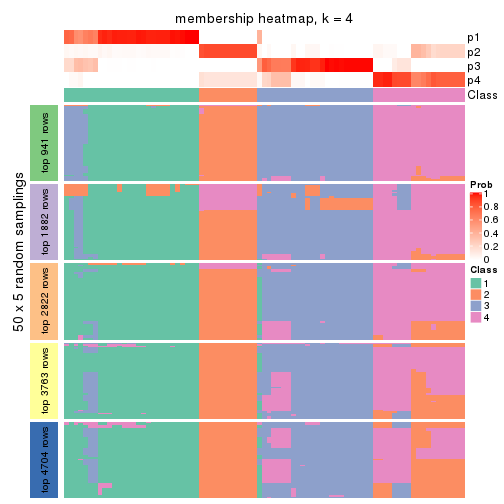 membership heatmap, k = 4
p1
p2
p3
p4
Class
50 x 5 random samplings
top 941 rows
top 1882 rows
top 2822 rows
top 3763 rows
top 4704 rows
Prob
1
0.8
0.6
0.4
0.2
0
Class
1
2
3
4